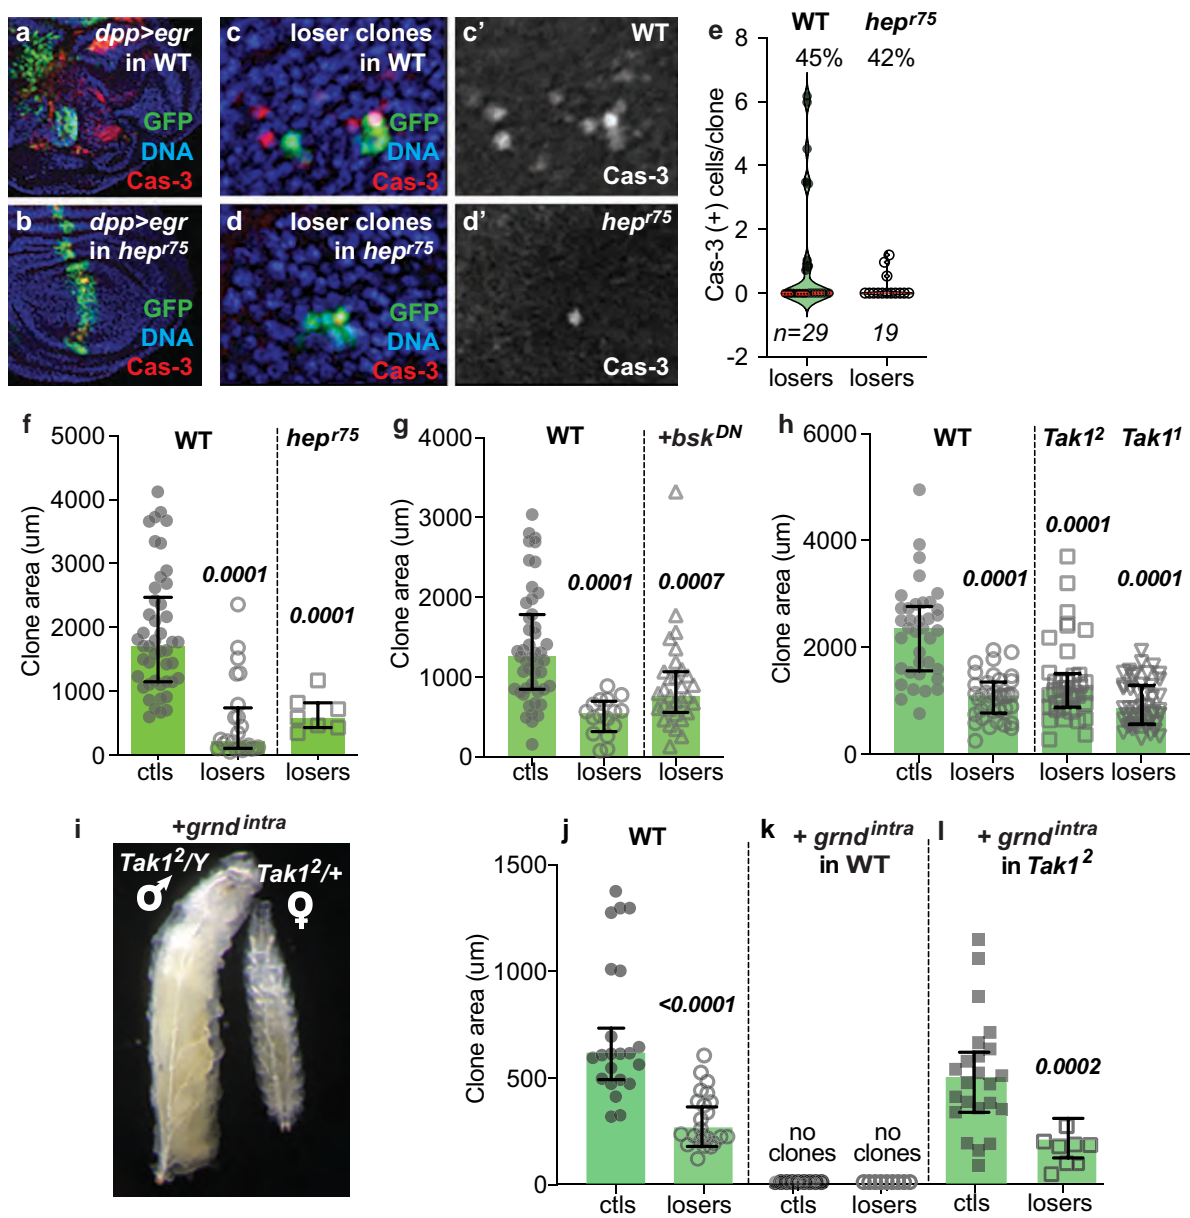 a
dpp>egr
in WT
GFP
DNA
Cas-3
b
dpp>egr
in hepr75
GFP
DNA
Cas-3
c
loser clones
in WT
GFP
DNA
Cas-3
c'
WT
Cas-3
d
loser clones
in hepr75
GFP
DNA
Cas-3
d'
hepr75
Cas-3
e
WT hepr75
45% 42%
Cas-3 (+) cells/clone
8
6
4
2
0
-2
n=29 19
losers losers
f
WT hepr75
Clone area (um)
5000
4000
3000
2000
1000
0
0.0001
0.0001
ctls losers losers
g
WT +bskDN
Clone area (um)
4000
3000
2000
1000
0
0.0001 0.0007
ctls losers losers
h
WT Tak12 Tak11
Clone area (um)
6000
4000
2000
0
0.0001
0.0001
0.0001
ctls losers losers losers
i
+grnd intra
Tak12/Y Tak12/+
♂ ♀
j
WT
Clone area (um)
1500
1000
500
0
<0.0001
ctls losers
k
+ grnd intra
in WT
no
clones
no
clones
ctls losers
l
+ grnd intra
in Tak12
0.0002
ctls losers